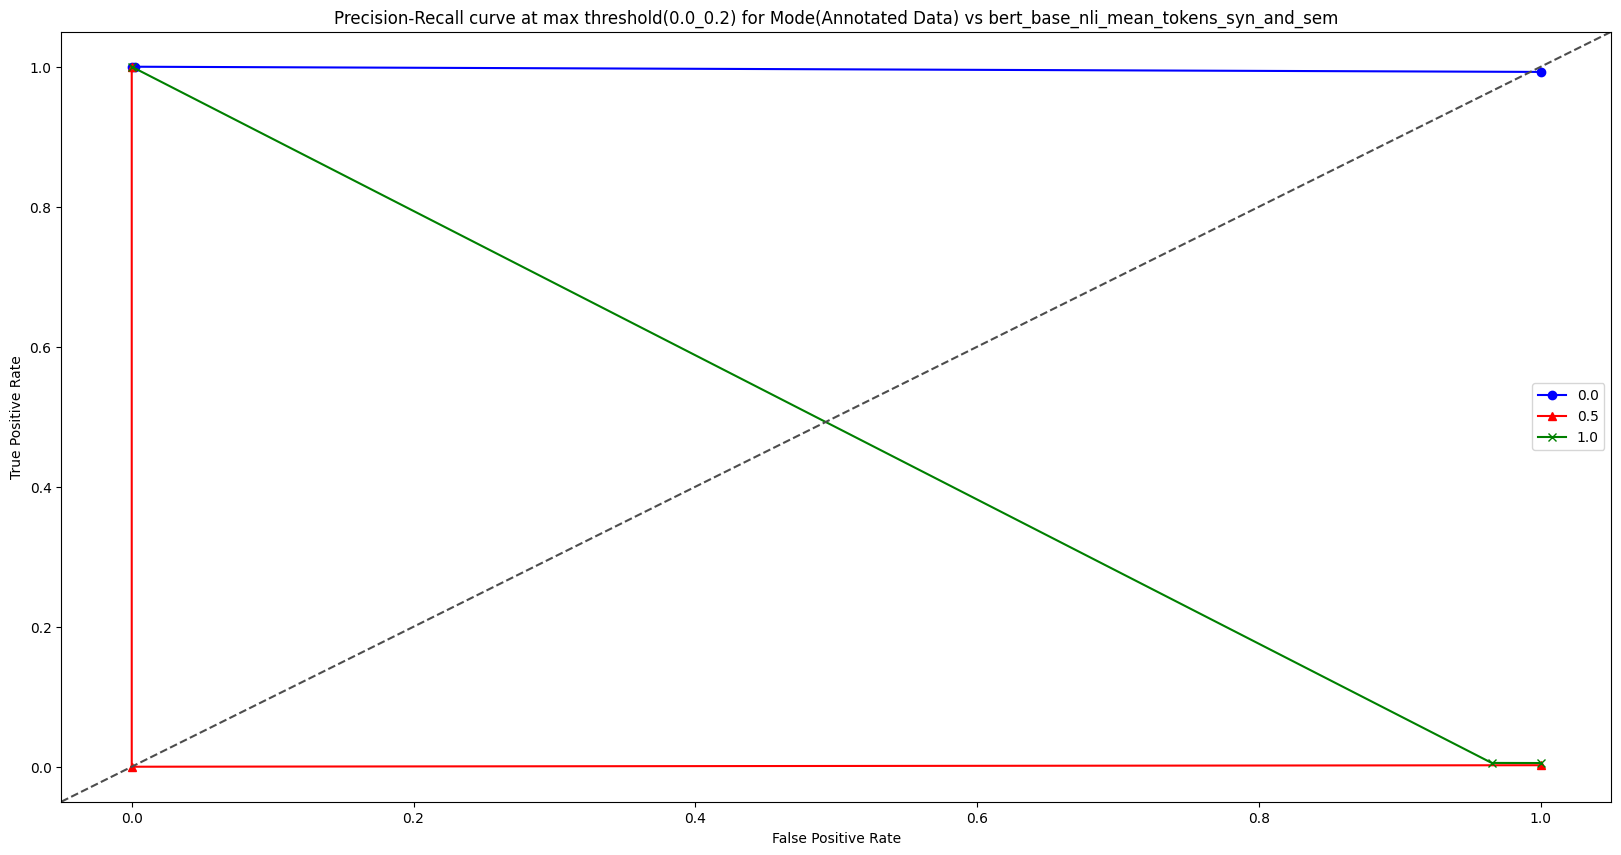 Precision-Recall curve at max threshold(0.0_0.2) for Mode(Annotated Data) vs bert_base_nli_mean_tokens_syn_and_sem
1.0
0.8
0.6
0.4
0.2
0.0
True Positive Rate
0.0
0.5
1.0
0.0 0.2 0.4 0.6 0.8 1.0
False Positive Rate